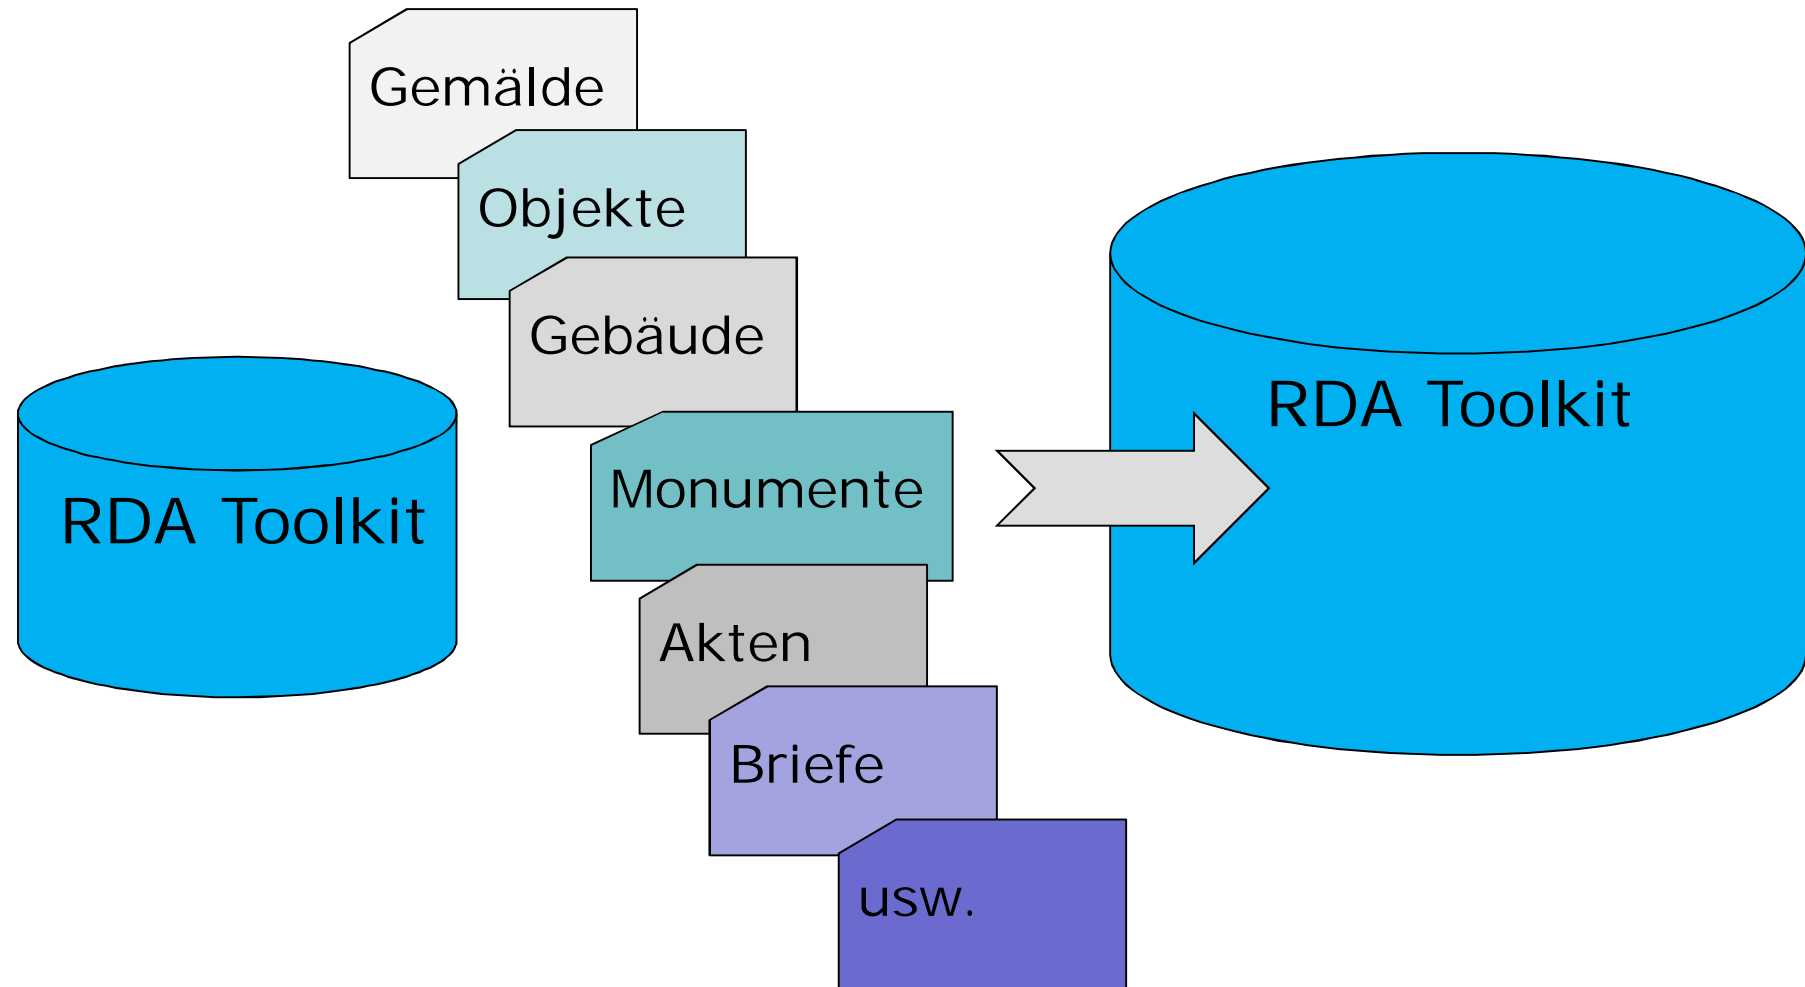 Gemälde
Objekte
Gebäude
RDA Toolkit
Monumente
RDA Toolkit
Akten
Briefe
usw.